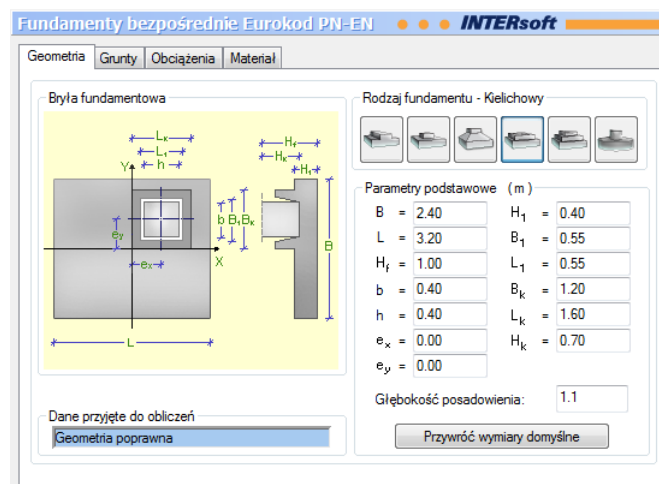 Fundamenty bezpośrednie Eurokod PN-EN INTERsoft
Geometria Grunty Obciążenia Materiał
Bryła fundamentowa
Lk
L1
h
Y
b B1 Bk
ey
ex
X
L
Hf
Hk
H1
B
Dane przyjęte do obliczeń
Geometria poprawna
Rodzaj fundamentu - Kielichowy
Parametry podstawowe (m)
B = 2.40 H1 = 0.40
L = 3.20 B1 = 0.55
Hf = 1.00 L1 = 0.55
b = 0.40 Bk = 1.20
h = 0.40 Lk = 1.60
ex = 0.00 Hk = 0.70
ey = 0.00
Głębokość posadowienia: 1.1
Przywróć wymiary domyślne